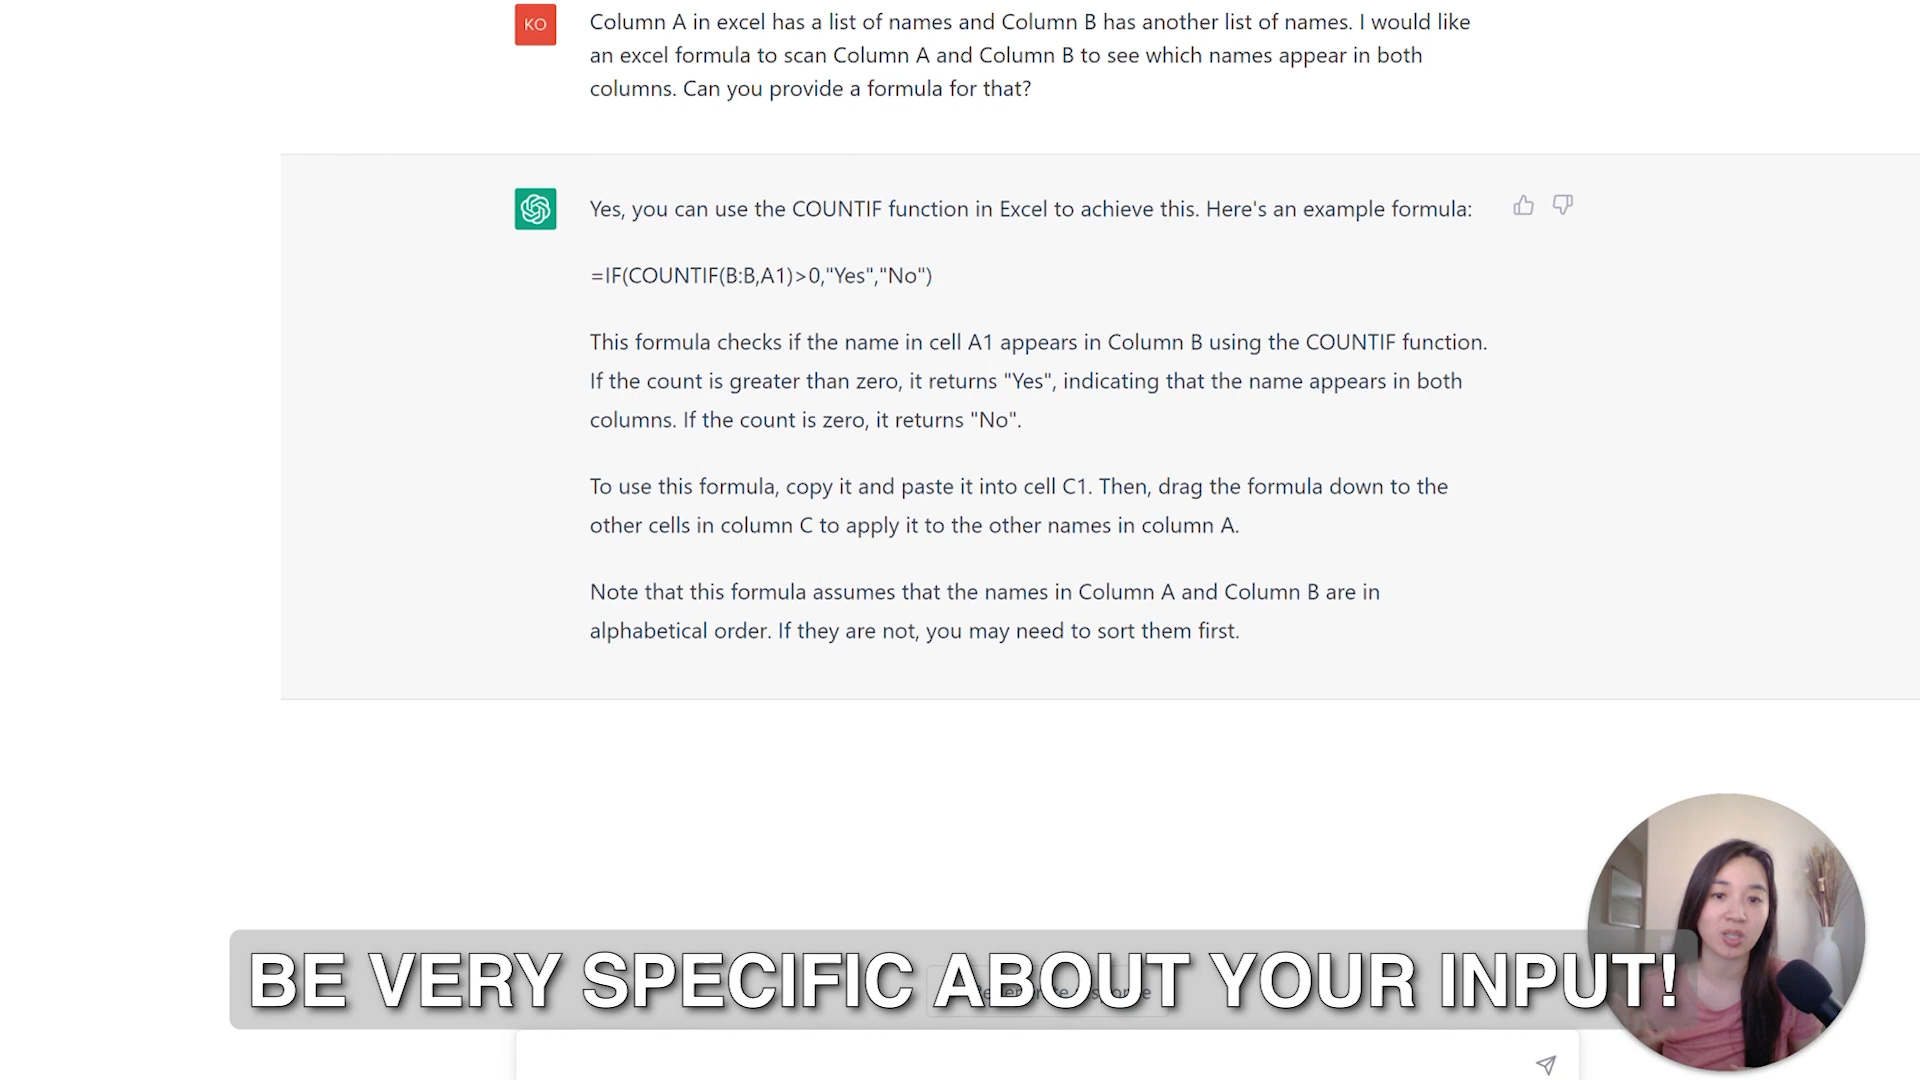 KO
Column A in excel has a list of names and Column B has another list of names. I would like
an excel formula to scan Column A and Column B to see which names appear in both
columns. Can you provide a formula for that?
Yes, you can use the COUNTIF function in Excel to achieve this. Here's an example formula:
=IF(COUNTIF(B:B,A1)>0,"Yes","No")
This formula checks if the name in cell A1 appears in Column B using the COUNTIF function.
If the count is greater than zero, it returns "Yes", indicating that the name appears in both
columns. If the count is zero, it returns "No".
To use this formula, copy it and paste it into cell C1. Then, drag the formula down to the
other cells in column C to apply it to the other names in column A.
Note that this formula assumes that the names in Column A and Column B are in
alphabetical order. If they are not, you may need to sort them first.
BE VERY SPECIFIC ABOUT YOUR INPUT!